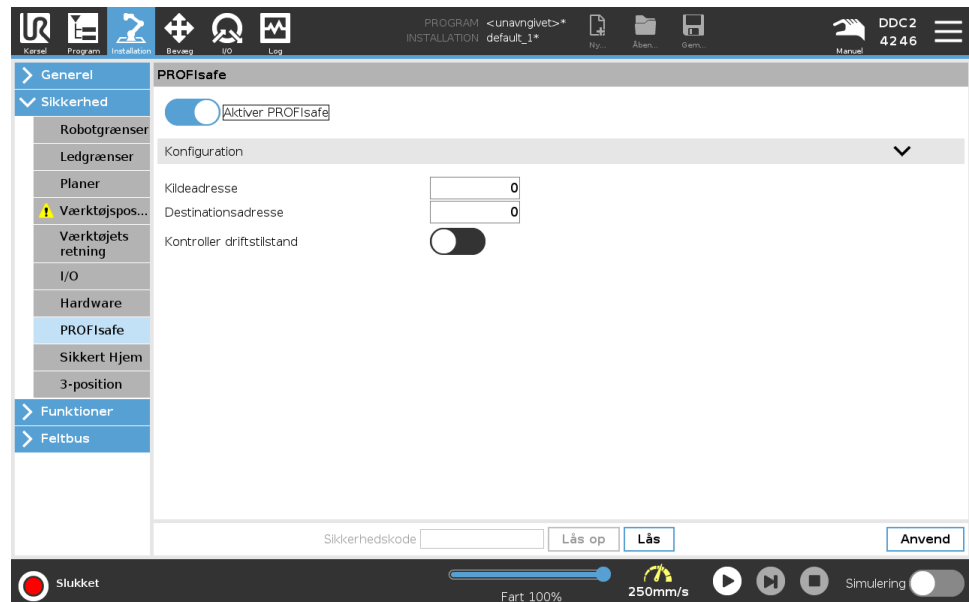 UR
Kørsel
Program
Installation
Bevæg
I/O
Log
PROGRAM <unavngivet>*
INSTALLATION default_1*
Ny...
Åben...
Gem...
Manuel
DDC2
4246
Generel
Sikkerhed
Robotgrænser
Ledgrænser
Planer
Værktøjspos...
Værktøjets
retning
I/O
Hardware
PROFIsafe
Sikkert Hjem
3-position
Funktioner
Feltbus
PROFIsafe
Aktiver PROFIsafe
Konfiguration
Kildeadresse 0
Destinationsadresse 0
Kontroller driftstilstand
Sikkerhedskode Lås op Lås Anvend
Slukket
Fart 100%
250mm/s
Simulering